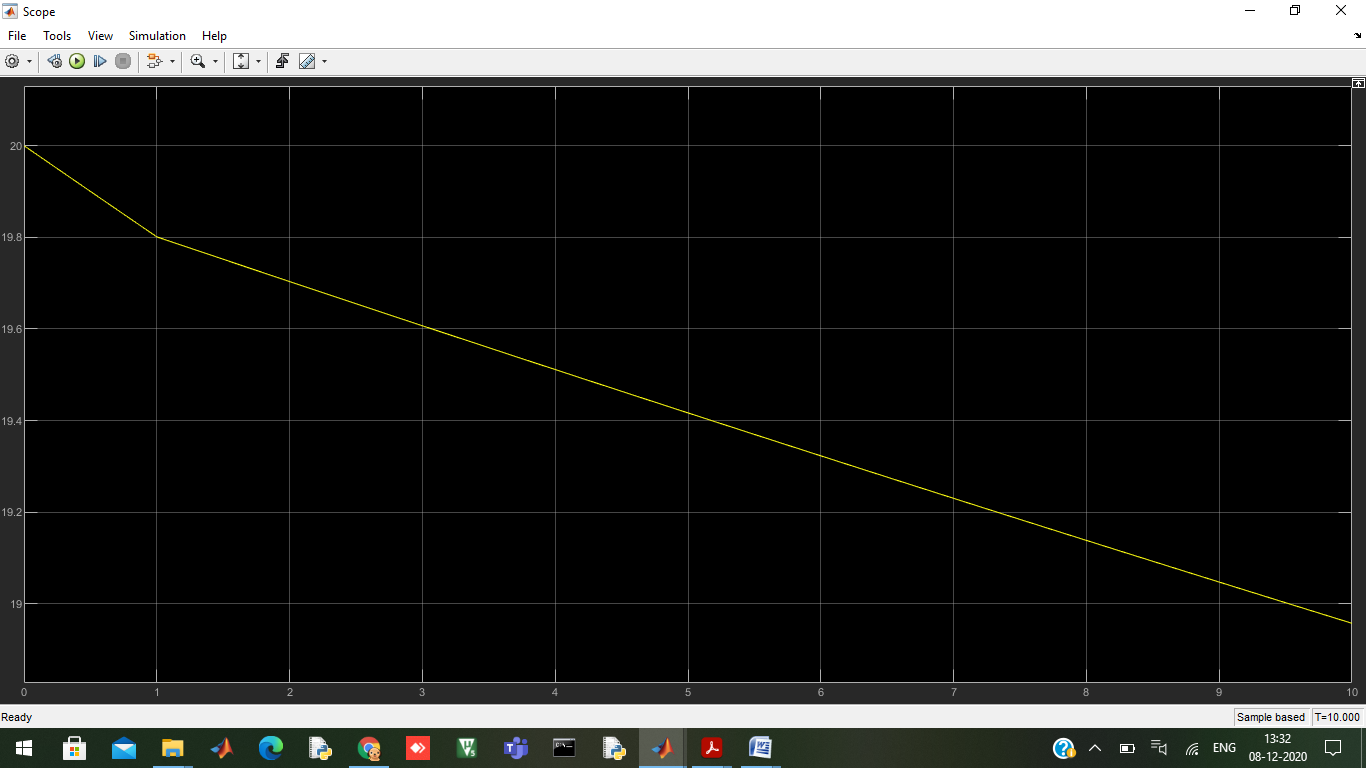 Scope
File Tools View Simulation Help
20
19.8
19.6
19.4
19.2
19
0 1 2 3 4 5 6 7 8 9 10
Ready Sample based T=10.000
ENG 13:32
08-12-2020